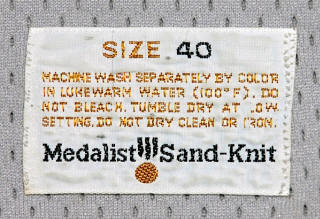 SIZE 40
MACHINE WASH SEPARATELY BY COLOR
IN LUKEWARM WATER (100°F). DO
NOT BLEACH. TUMBLE DRY AT LOW
SETTING. DO NOT DRY CLEAN OR IRON.
Medalist Sand-Knit